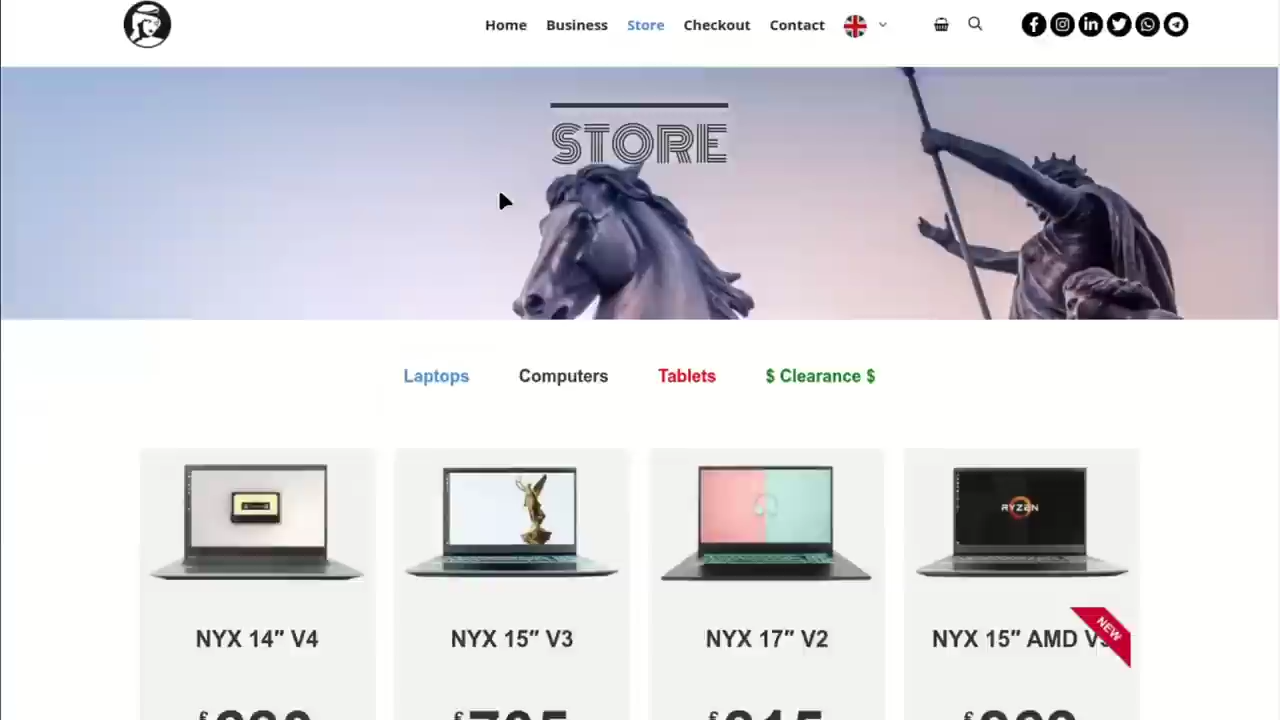 Home Business Store Checkout Contact
STORE
Laptops Computers Tablets $ Clearance $
RYZEN
NYX 14″ V4 NYX 15″ V3 NYX 17″ V2 NYX 15″ AMD
NEW
£ £ £ £